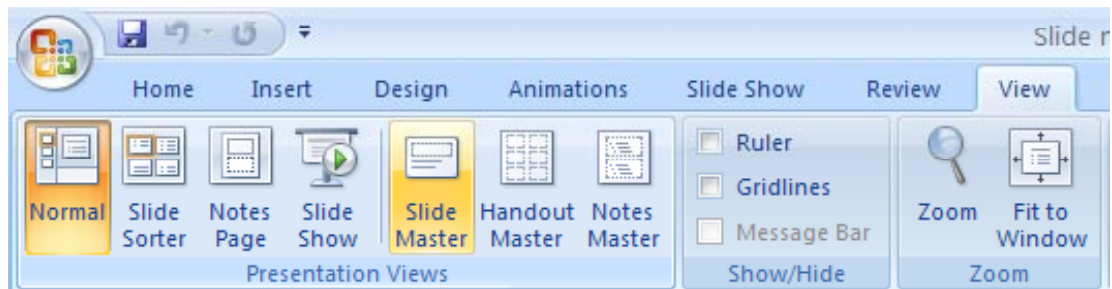 Slide
Home Insert Design Animations Slide Show Review View
Normal Slide Sorter Notes Page Slide Show Slide Master Handout Master Notes Master
Presentation Views
Ruler
Gridlines
Message Bar
Show/Hide
Zoom Fit to Window
Zoom